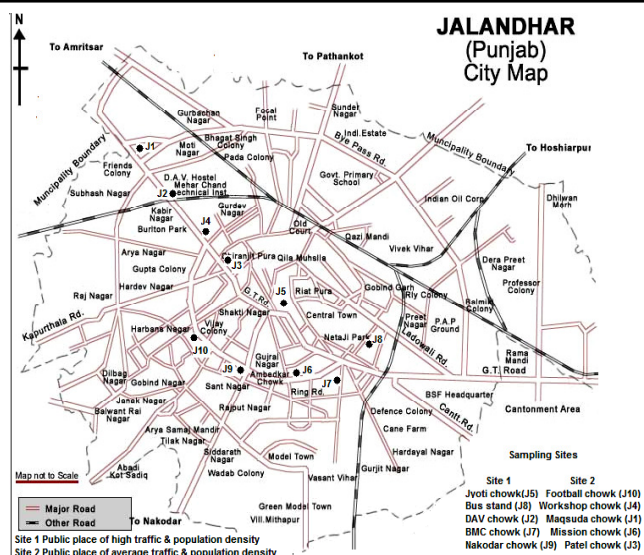 N
JALANDHAR
(Punjab)
City Map
To Amritsar
To Pathankot
To Hoshiarpur
Muncipality Boundary
Muncipality Boundary
Gurbachan
Nagar
Focal
Point
Sunder
Nagar
Indl.Estate
Bye Pass Rd.
J1
Moti
Nagar
Bhagat Singh
Colony
Pada Colony
Friends
Colony
Govt. Primary
School
Subhash Nagar
J2
D.A.V. Hostel
Mehar Chand
Technical Inst.
Indian Oil Corp.
Dhilwan
Kabir
Nagar
Burlton Park
J4
Gurdev
Nagar
Old
Court
Qazi Mandi
Vivek Vihar
Arya Nagar
Gupta Colony
Hardev Nagar
Raj Nagar
J3
Chiranjit Pura
Qila Muhslla
Dera Preet
Nagar
Professor
Colony
G.T.Rd.
J5
Riat Pura
Gobind Garh
Rly Colony
Balmik
Colony
Kapurthala Rd.
Shakti Nagar
Central Town
Preet
Nagar
P.A.P
Ground
Harbans Nagar
Vijay
Colony
NetaJi Park
J8
Ladowali Rd.
J10
Rama
Mandi
G.T. Road
Dilbag
Nagar
Gobind Nagar
J9
Gujral
Nagar
Ambedkar
Chowk
J6
J7
Sant Nagar
Ring Rd.
BSF Headquarter
Janak Nagar
Balwant Rai
Nagar
Rajput Nagar
Defence Colony
Cantt.Rd.
Cantonment Area
Arya Samaj Mandir
Tilak Nagar
Cane Farm
Siddarath
Nagar
Model Town
Hardayal Nagar
Abadi
Kot Sadiq
Wadab Colony
Vasant Vihar
Gurjit Nagar
Map not to Scale
Major Road
Other Road
To Nakodar
Green Model Town
Vill.Mithapur
Sampling Sites
Site 1 Site 2
Jyoti chowk(J5) Football chowk (J10)
Bus stand (J8) Workshop chowk (J4)
DAV chowk (J2) Maqsuda chowk (J1)
BMC chowk (J7) Mission chowk (J6)
Nakodar chowk (J9) Patel chowk (J3)
Site 1 Public place of high traffic & population density
Site 2 Public place of average traffic & population density